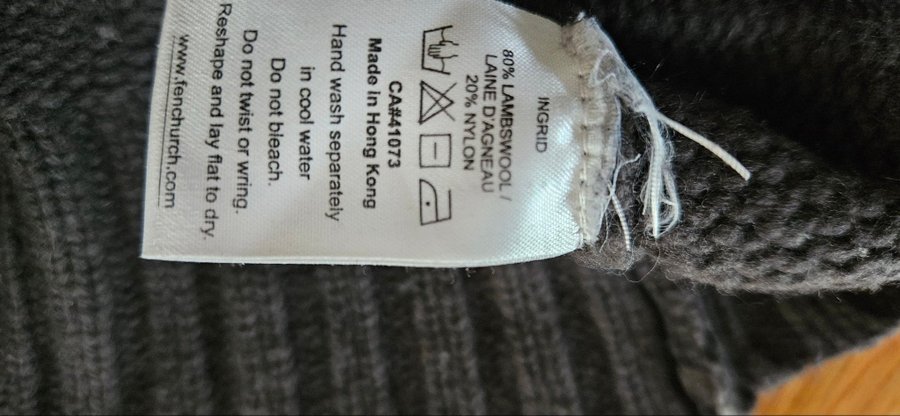 INGRID
80% LAMBSWOOL /
LAINE D'AGNEAU
20% NYLON
CA#41073
Made in Hong Kong
Hand wash separately
in cool water
Do not bleach.
Do not twist or wring.
Reshape and lay flat to dry.
www.fenchurch.com